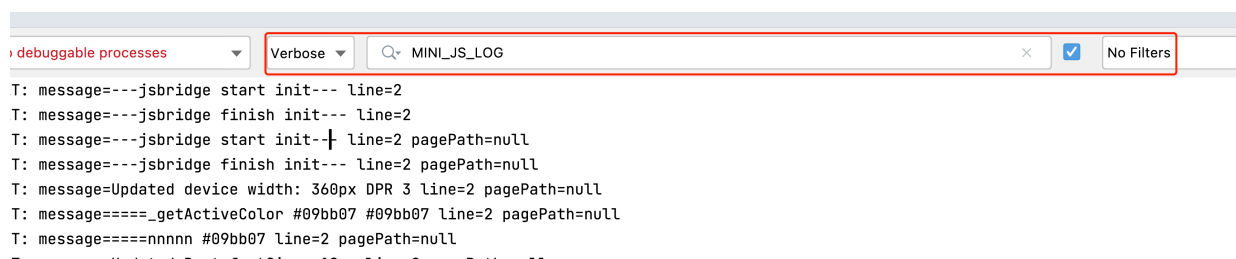 debuggable processes Verbose MINI_JS_LOG No Filters
T: message=---jsbridge start init--- line=2
T: message=---jsbridge finish init--- line=2
T: message=---jsbridge start init--- line=2 pagePath=null
T: message=---jsbridge finish init--- line=2 pagePath=null
T: message=Updated device width: 360px DPR 3 line=2 pagePath=null
T: message=====_getActiveColor #09bb07 #09bb07 line=2 pagePath=null
T: message=====nnnnn #09bb07 line=2 pagePath=null